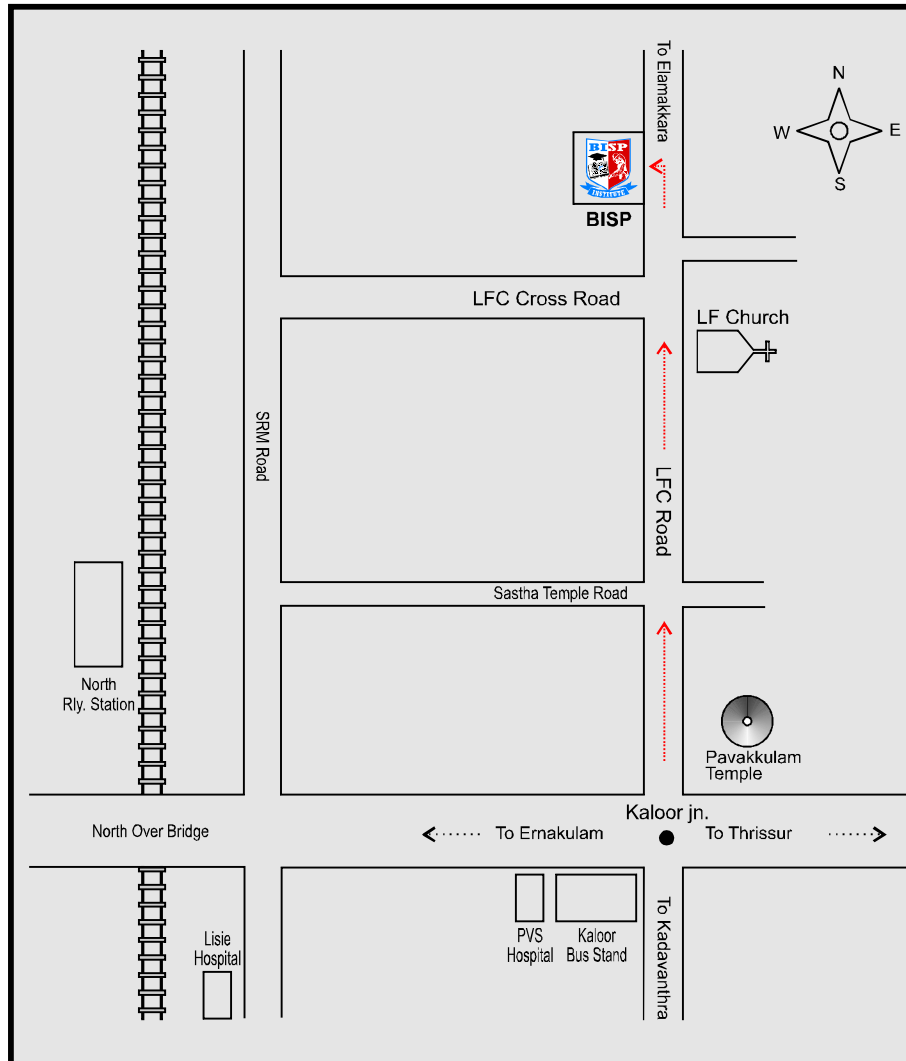 To Elamakkara
N
W
E
S
BISP
INSTITUTE
BISP
LFC Cross Road
LF Church
SRM Road
LFC Road
Sastha Temple Road
North
Rly. Station
Pavakkulam
Temple
Kaloor jn.
North Over Bridge
To Ernakulam
To Thrissur
Lisie
Hospital
PVS
Hospital
Kaloor
Bus Stand
To Kadavanthra